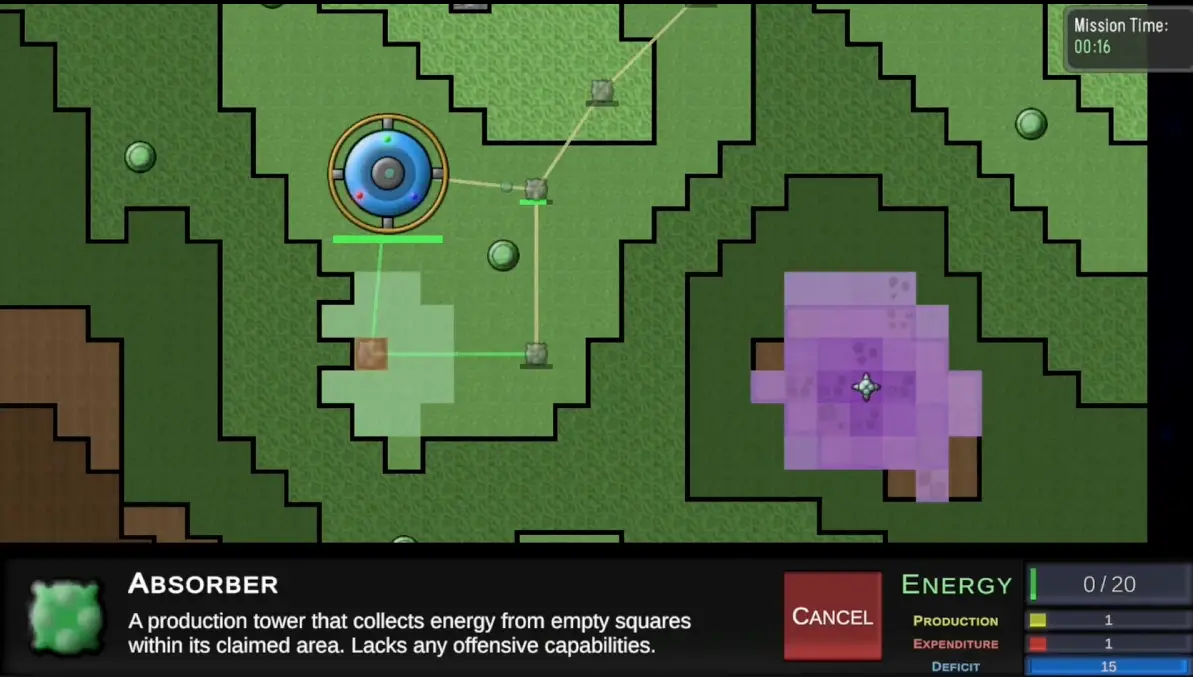 Mission Time:
00:16
ABSORBER
A production tower that collects energy from empty squares
within its claimed area. Lacks any offensive capabilities.
CANCEL
ENERGY 0/20
PRODUCTION 1
EXPENDITURE 1
DEFICIT 15